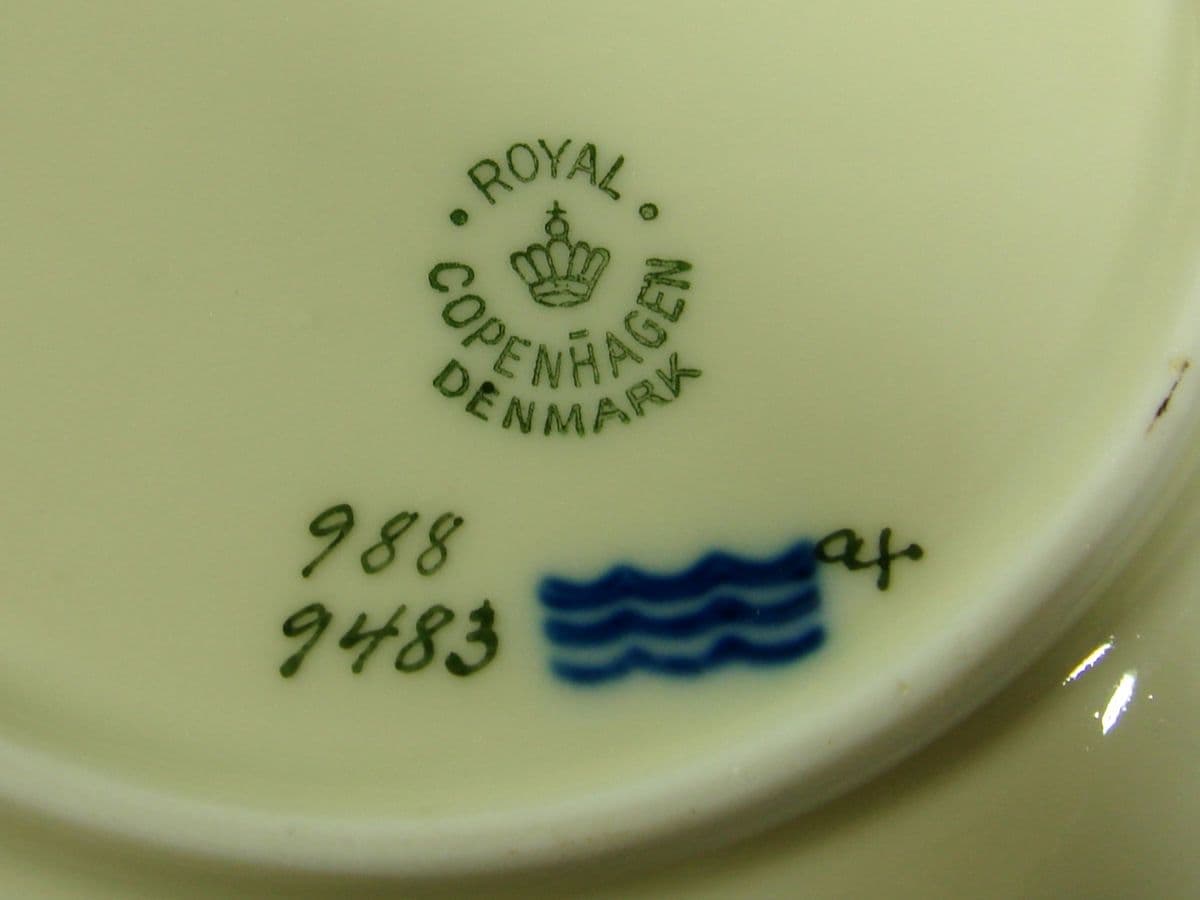 ROYAL
COPENHAGEN
DENMARK
988
9483